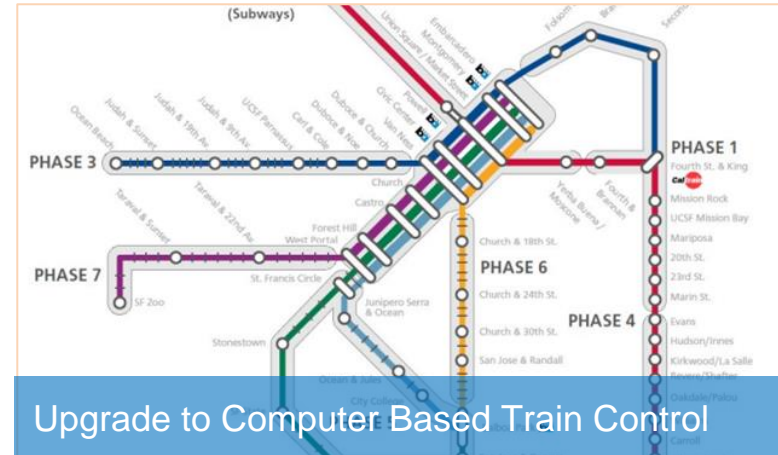 (Subways)
Embarcadero
Montgomery
Union Square / Market Street
Powell
Civic Center
Van Ness
Folsom
Second
Ocean Beach
Judah & Sunset
Judah & 19th Av.
Judah & 9th Av.
UCSF Parnassus
Carl & Cole
Duboce & Noe
Duboce & Church
PHASE 3
Church
Castro
Forest Hill
West Portal
PHASE 1
Fourth St. & King
CalTrain
Yerba Buena /
Moscone
Fourth &
Brannan
Mission Rock
UCSF Mission Bay
Mariposa
20th St.
23rd St.
Marin St.
Taraval & Sunset
Taraval & 22nd Av.
PHASE 7
SF Zoo
St. Francis Circle
Church & 18th St.
PHASE 6
Church & 24th St.
Church & 30th St.
San Jose & Randall
Junipero Serra
& Ocean
PHASE 4
Evans
Hudson/Innes
Kirkwood/La Salle
Revere/Shafter
Oakdale/Palou
Carroll
Stonestown
Ocean & Jules
City College
Upgrade to Computer Based Train Control